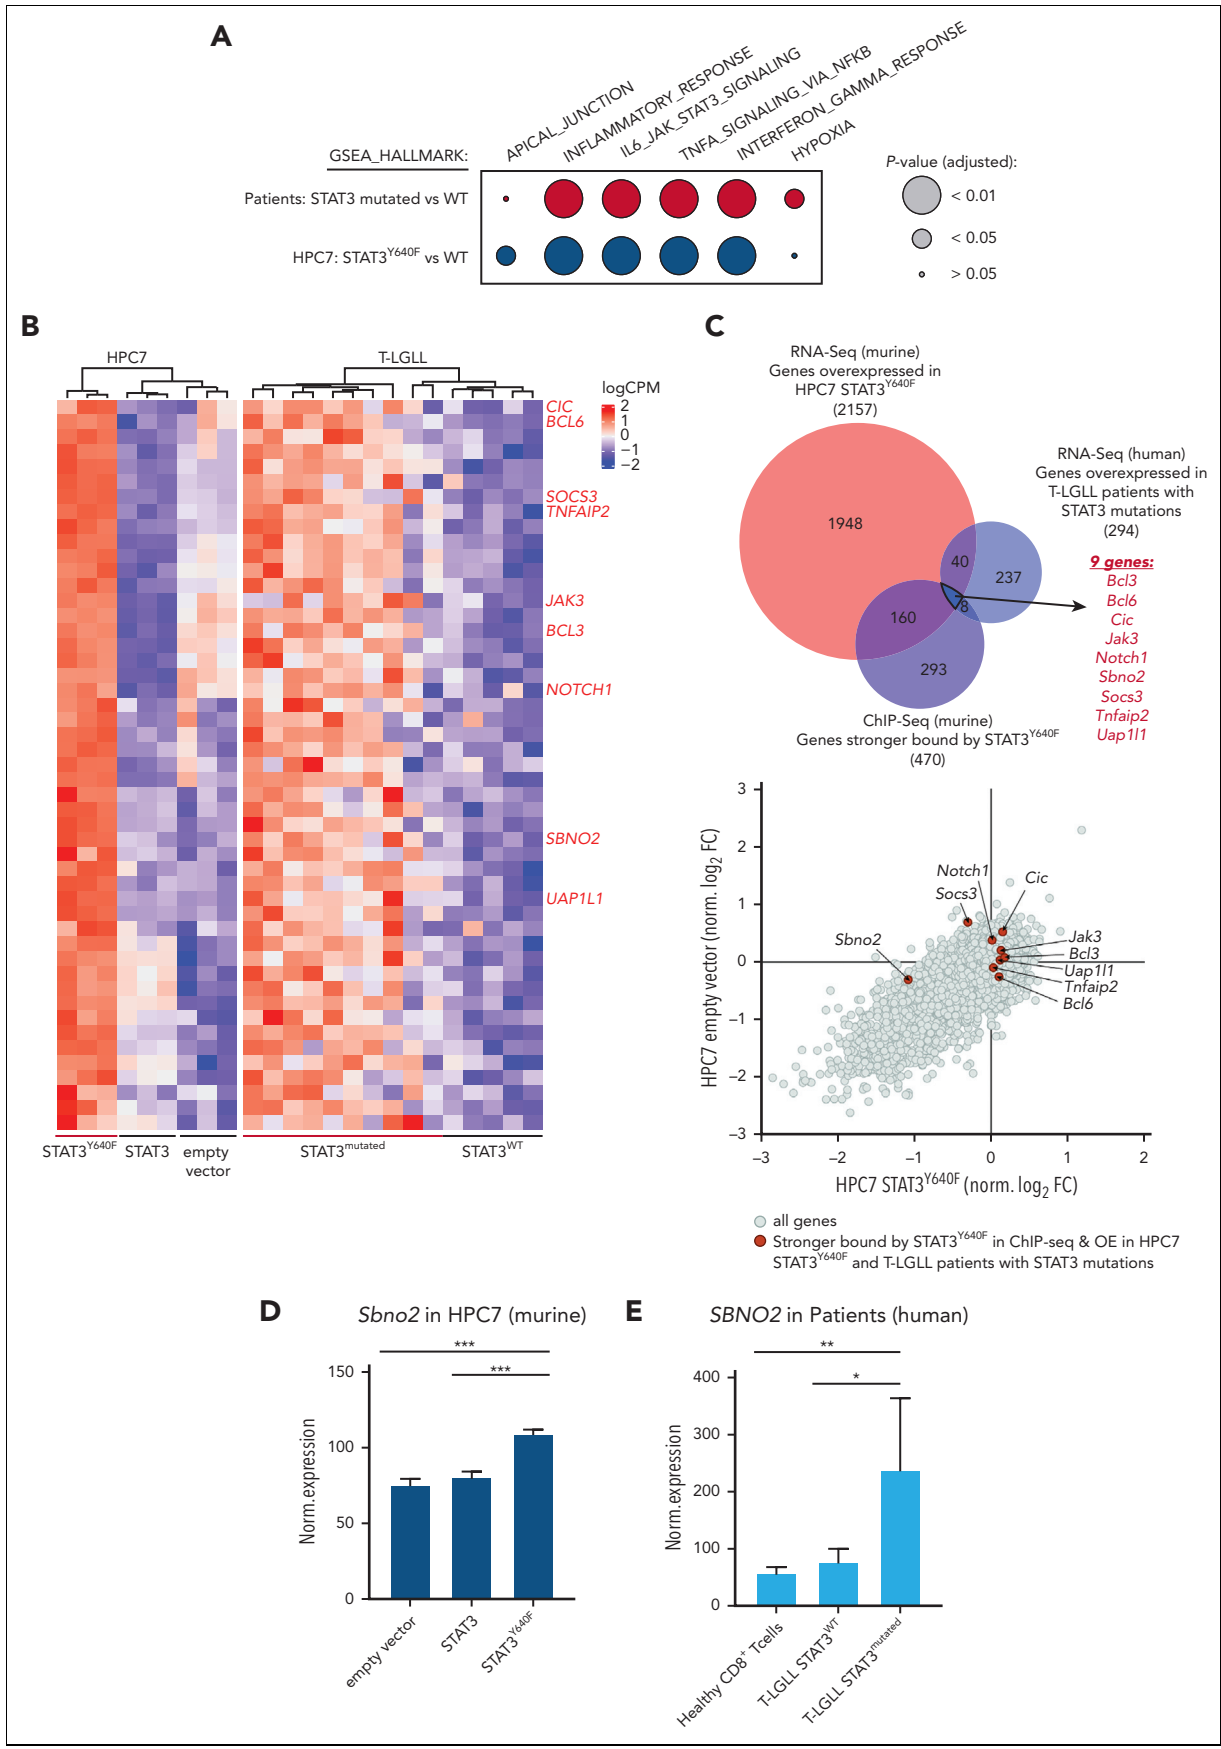 A
APICAL_JUNCTION
INFLAMMATORY_RESPONSE
IL6_JAK_STAT3_SIGNALING
TNFA_SIGNALING_VIA_NFKB
INTERFERON_GAMMA_RESPONSE
HYPOXIA
GSEA_HALLMARK:
Patients: STAT3 mutated vs WT
HPC7: STAT3Y640F vs WT
P-value (adjusted):
< 0.01
< 0.05
> 0.05
B
HPC7
T-LGLL
logCPM
2
1
0
−1
−2
CIC
BCL6
SOCS3
TNFAIP2
JAK3
BCL3
NOTCH1
SBNO2
UAP1L1
STAT3Y640F
STAT3
empty
vector
STAT3mutated
STAT3WT
C
RNA-Seq (murine)
Genes overexpressed in
HPC7 STAT3Y640F
(2157)
RNA-Seq (human)
Genes overexpressed in
T-LGLL patients with
STAT3 mutations
(294)
1948
40
237
8
160
293
9 genes:
Bcl3
Bcl6
Cic
Jak3
Notch1
Sbno2
Socs3
Tnfaip2
Uap1l1
ChIP-Seq (murine)
Genes stronger bound by STAT3Y640F
(470)
HPC7 empty vector (norm. log2 FC)
3
2
1
0
−1
−2
−3
Notch1
Cic
Socs3
Sbno2
Jak3
Bcl3
Uap1l1
Tnfaip2
Bcl6
−3
−2
−1
0
1
2
HPC7 STAT3Y640F (norm. log2 FC)
all genes
Stronger bound by STAT3Y640F in ChIP-seq & OE in HPC7
STAT3Y640F and T-LGLL patients with STAT3 mutations
D
Sbno2 in HPC7 (murine)
***
***
Norm.expression
150
100
50
0
empty vector
STAT3
STAT3Y640F
E
SBNO2 in Patients (human)
**
*
Norm.expression
400
300
200
100
0
Healthy CD8+ Tcells
T-LGLL STAT3WT
T-LGLL STAT3mutated